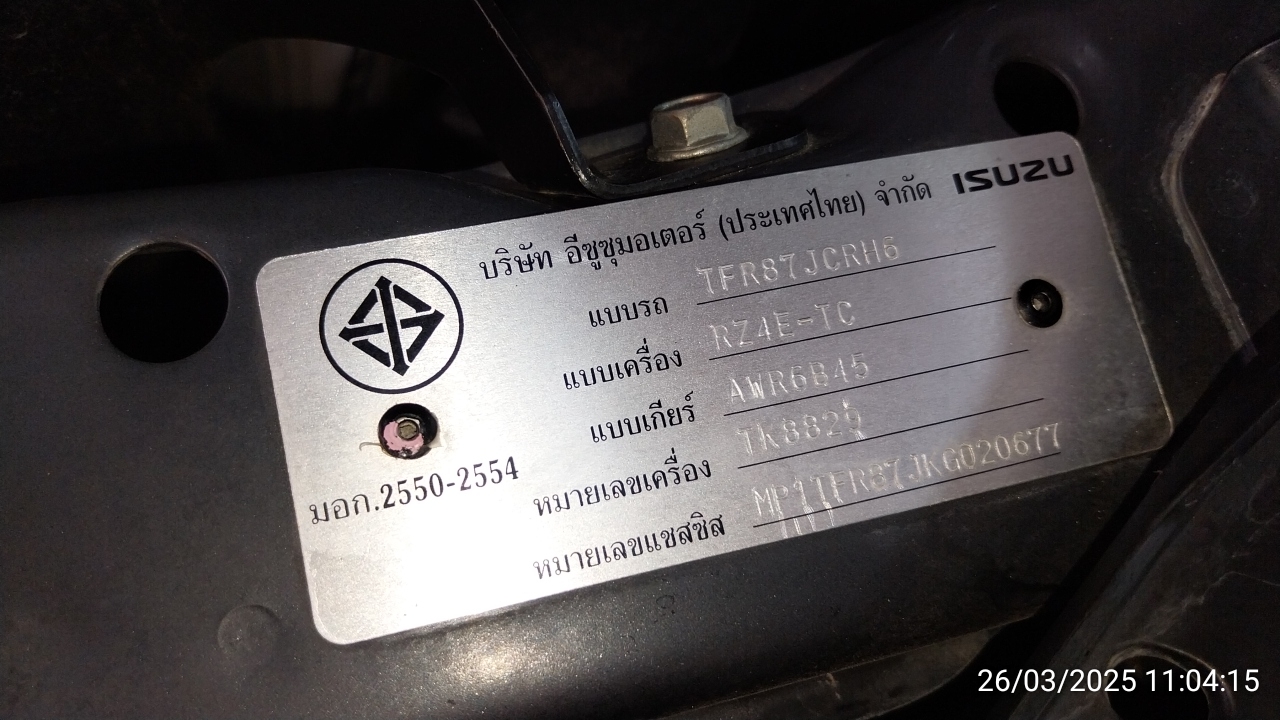 ISUZU
บริษัท อีซูซุมอเตอร์ (ประเทศไทย) จำกัด
แบบรถ TFR87JCRH6
แบบเครื่อง RZ4E-TC
แบบเกียร์ AWR6B45
หมายเลขเครื่อง
หมายเลขแชสซิส MP1TFR87JKG020677
มอก.2550-2554
26/03/2025 11:04:15